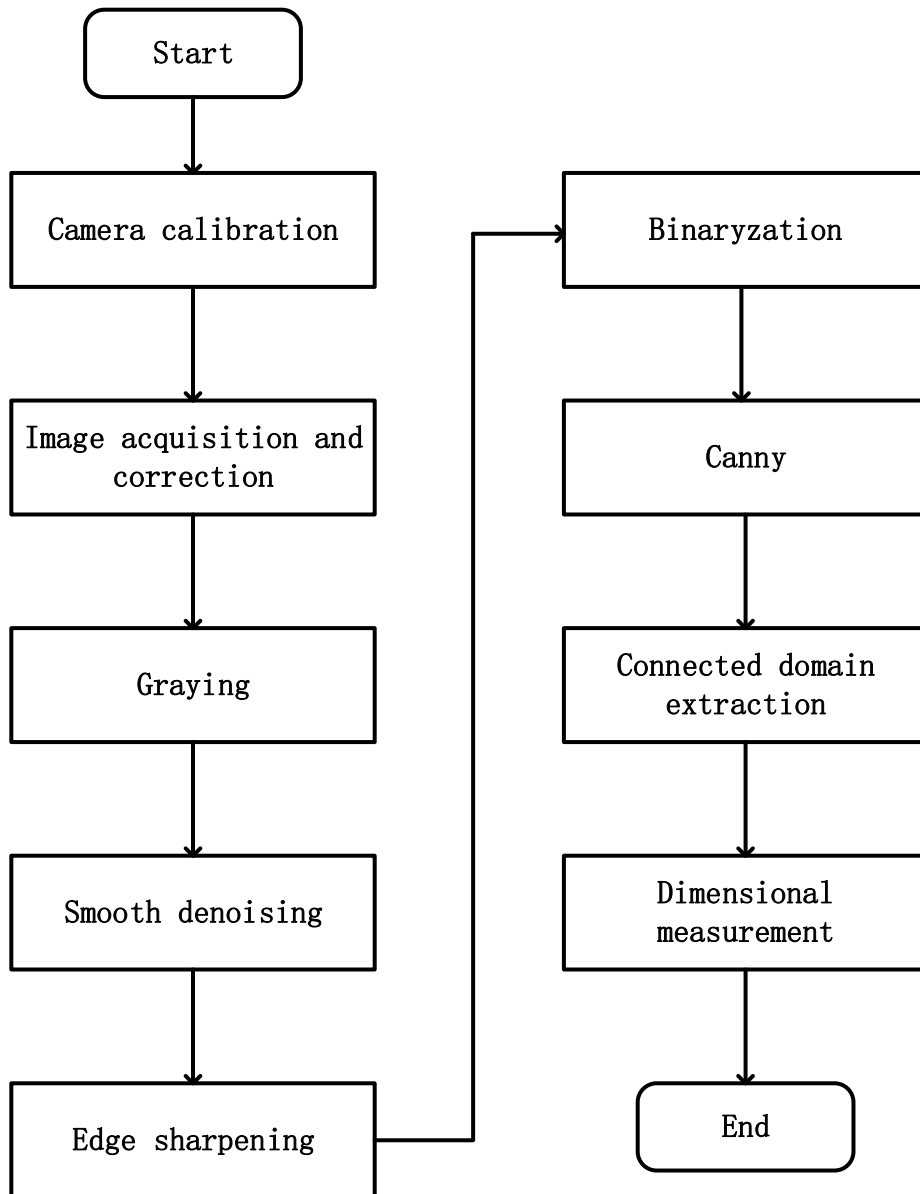 Start
Camera calibration
Image acquisition and
correction
Graying
Smooth denoising
Edge sharpening
Binaryzation
Canny
Connected domain
extraction
Dimensional
measurement
End